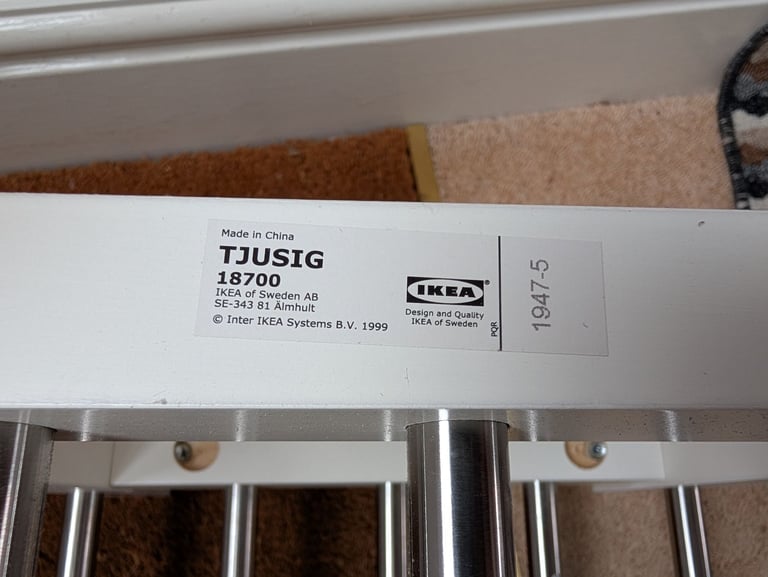 Made in China
TJUSIG
18700
IKEA of Sweden AB
SE-343 81 Älmhult
© Inter IKEA Systems B.V. 1999
IKEA®
Design and Quality
IKEA of Sweden
PQR
1947-5